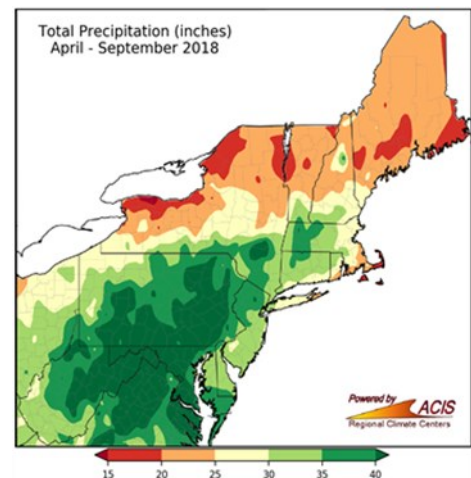 Total Precipitation (inches)
April - September 2018
Powered by
ACIS
Regional Climate Centers
15 20 25 30 35 40